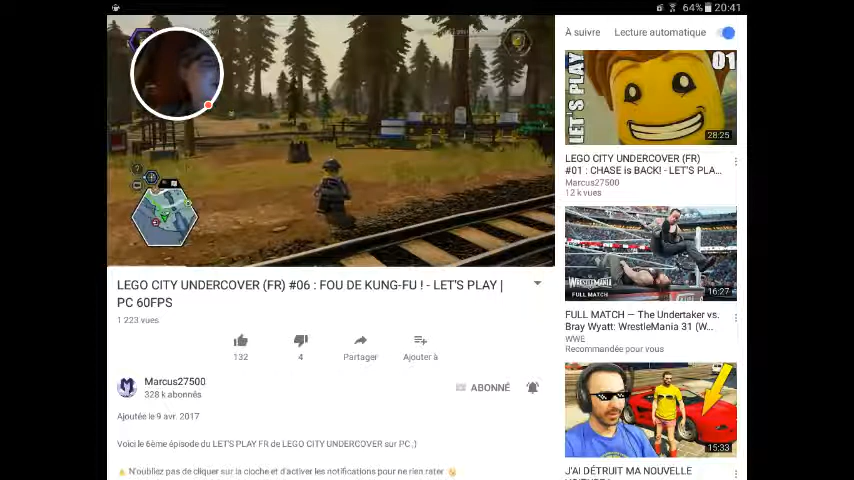 64% 20:41
À suivre Lecture automatique
LET'S PLAY
01
28:25
LEGO CITY UNDERCOVER (FR)
#01 : CHASE is BACK! - LET'S PLA...
Marcus27500
12 k vues
WRESTLEMANIA
FULL MATCH
16:27
FULL MATCH — The Undertaker vs.
Bray Wyatt: WrestleMania 31 (W...
WWE
Recommandée pour vous
15:33
J'AI DÉTRUIT MA NOUVELLE
LEGO CITY UNDERCOVER (FR) #06 : FOU DE KUNG-FU ! - LET'S PLAY |
PC 60FPS
1 223 vues
132
4
Partager
Ajouter à
Marcus27500
328 k abonnés
ABONNÉ
Ajoutée le 9 avr. 2017
Voici le 6ème épisode du LET'S PLAY FR de LEGO CITY UNDERCOVER sur PC ;)
N'oubliez pas de cliquer sur la cloche et d'activer les notifications pour ne rien rater